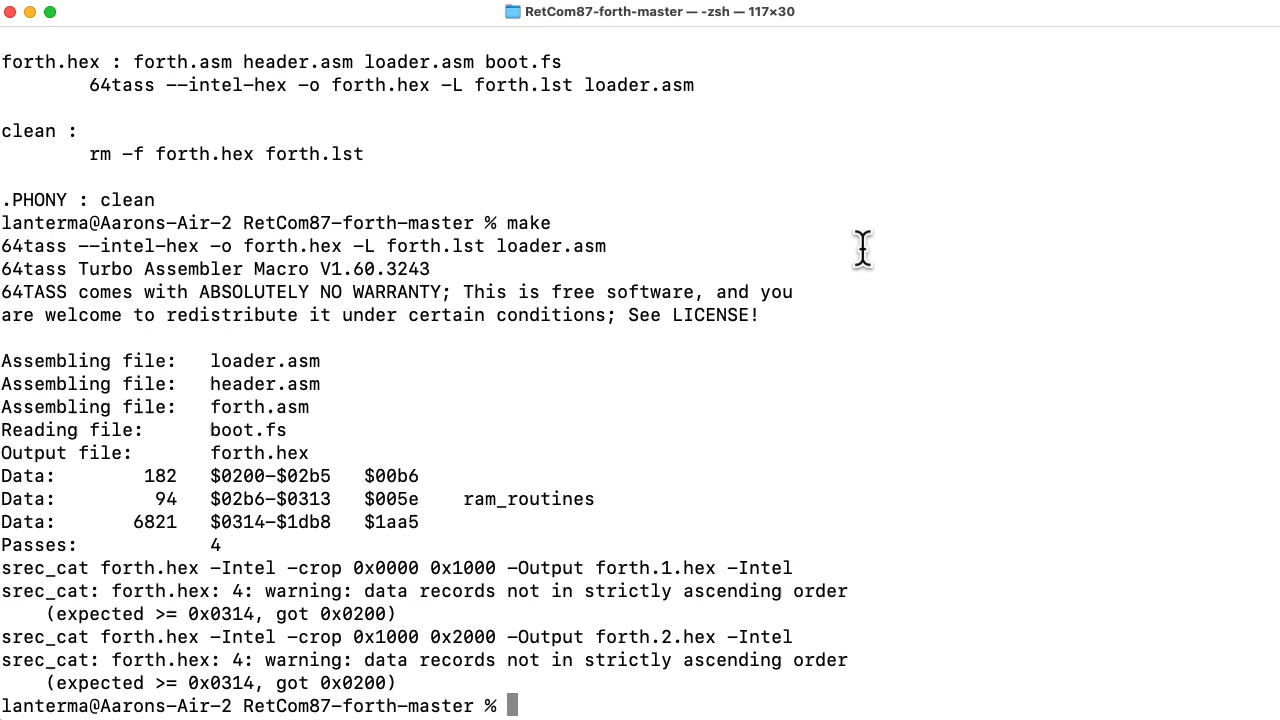 RetCom87-forth-master — -zsh — 117×30
forth.hex : forth.asm header.asm loader.asm boot.fs
        64tass --intel-hex -o forth.hex -L forth.lst loader.asm
clean :
        rm -f forth.hex forth.lst
.PHONY : clean
lanterma@Aarons-Air-2 RetCom87-forth-master % make
64tass --intel-hex -o forth.hex -L forth.lst loader.asm
64tass Turbo Assembler Macro V1.60.3243
64TASS comes with ABSOLUTELY NO WARRANTY; This is free software, and you
are welcome to redistribute it under certain conditions; See LICENSE!
Assembling file:   loader.asm
Assembling file:   header.asm
Assembling file:   forth.asm
Reading file:      boot.fs
Output file:       forth.hex
Data:        182   $0200-$02b5   $00b6
Data:         94   $02b6-$0313   $005e    ram_routines
Data:       6821   $0314-$1db8   $1aa5
Passes:            4
srec_cat forth.hex -Intel -crop 0x0000 0x1000 -Output forth.1.hex -Intel
srec_cat: forth.hex: 4: warning: data records not in strictly ascending order
    (expected >= 0x0314, got 0x0200)
srec_cat forth.hex -Intel -crop 0x1000 0x2000 -Output forth.2.hex -Intel
srec_cat: forth.hex: 4: warning: data records not in strictly ascending order
    (expected >= 0x0314, got 0x0200)
lanterma@Aarons-Air-2 RetCom87-forth-master %